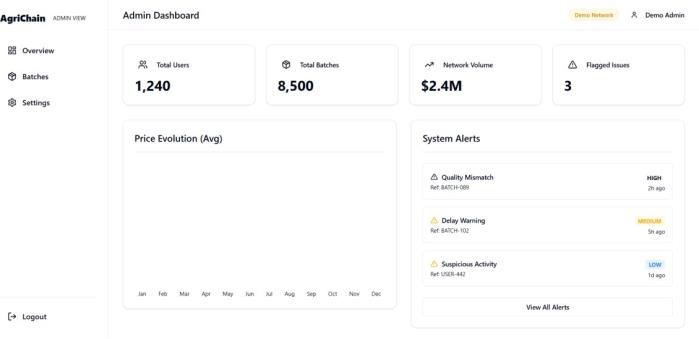 AgriChain ADMIN VIEW
Admin Dashboard
Demo Network
Demo Admin
Overview
Batches
Settings
Logout
Total Users
1,240
Total Batches
8,500
Network Volume
$2.4M
Flagged Issues
3
Price Evolution (Avg)
Jan Feb Mar Apr May Jun Jul Aug Sep Oct Nov Dec
System Alerts
Quality Mismatch HIGH
Ref: BATCH-089 2h ago
Delay Warning MEDIUM
Ref: BATCH-102 5h ago
Suspicious Activity LOW
Ref: USER-442 1d ago
View All Alerts